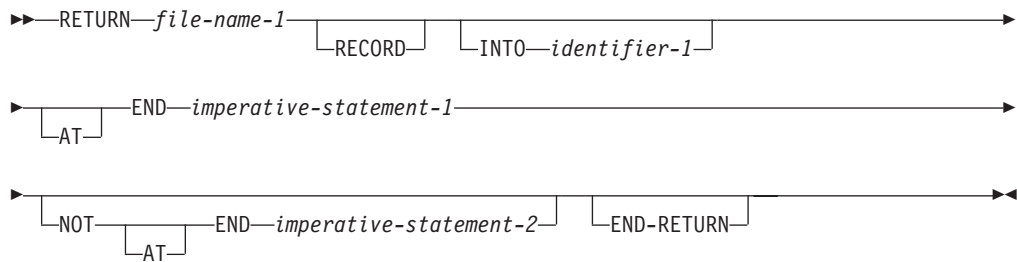 RETURN file-name-1
RECORD INTO identifier-1
END imperative-statement-1
AT
NOT END imperative-statement-2 END-RETURN
AT